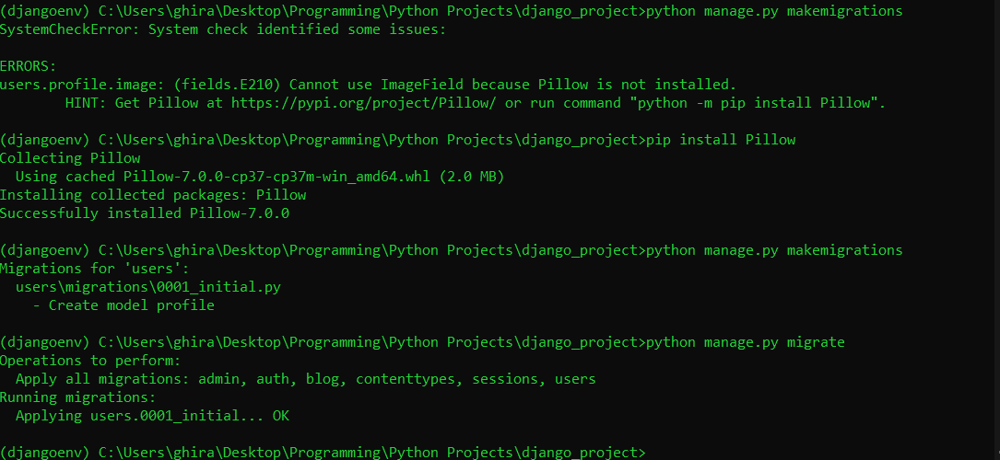 (djangoenv) C:\Users\ghira\Desktop\Programming\Python Projects\django_project>python manage.py makemigrations
SystemCheckError: System check identified some issues:

ERRORS:
users.profile.image: (fields.E210) Cannot use ImageField because Pillow is not installed.
        HINT: Get Pillow at https://pypi.org/project/Pillow/ or run command "python -m pip install Pillow".

(djangoenv) C:\Users\ghira\Desktop\Programming\Python Projects\django_project>pip install Pillow
Collecting Pillow
  Using cached Pillow-7.0.0-cp37-cp37m-win_amd64.whl (2.0 MB)
Installing collected packages: Pillow
Successfully installed Pillow-7.0.0

(djangoenv) C:\Users\ghira\Desktop\Programming\Python Projects\django_project>python manage.py makemigrations
Migrations for 'users':
  users\migrations\0001_initial.py
    - Create model profile

(djangoenv) C:\Users\ghira\Desktop\Programming\Python Projects\django_project>python manage.py migrate
Operations to perform:
  Apply all migrations: admin, auth, blog, contenttypes, sessions, users
Running migrations:
  Applying users.0001_initial... OK

(djangoenv) C:\Users\ghira\Desktop\Programming\Python Projects\django_project>